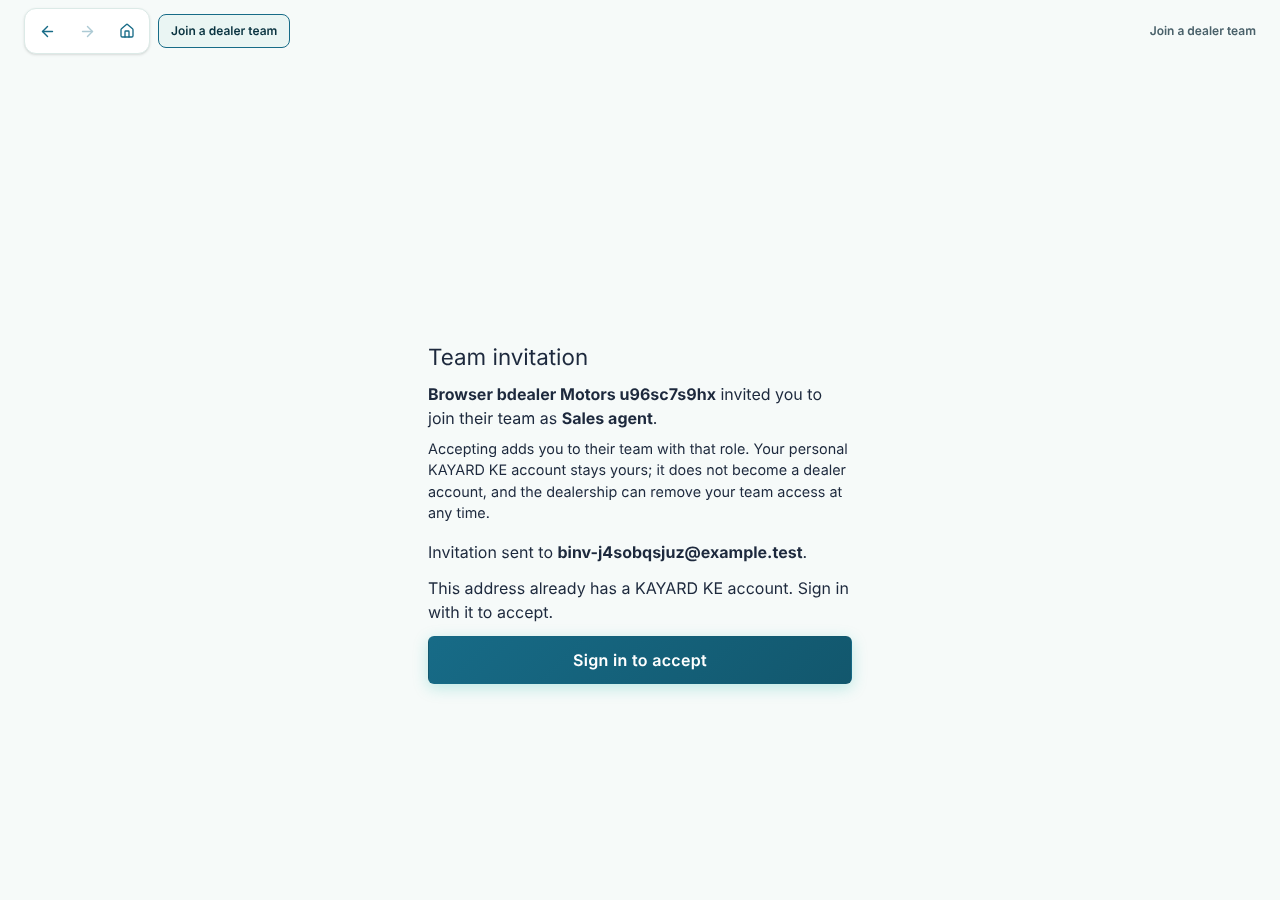 Join a dealer team
Join a dealer team
Team invitation
Browser bdealer Motors u96sc7s9hx invited you to
join their team as Sales agent.
Accepting adds you to their team with that role. Your personal
KAYARD KE account stays yours; it does not become a dealer
account, and the dealership can remove your team access at
any time.
Invitation sent to binv-j4sobqsjuz@example.test.
This address already has a KAYARD KE account. Sign in
with it to accept.
Sign in to accept